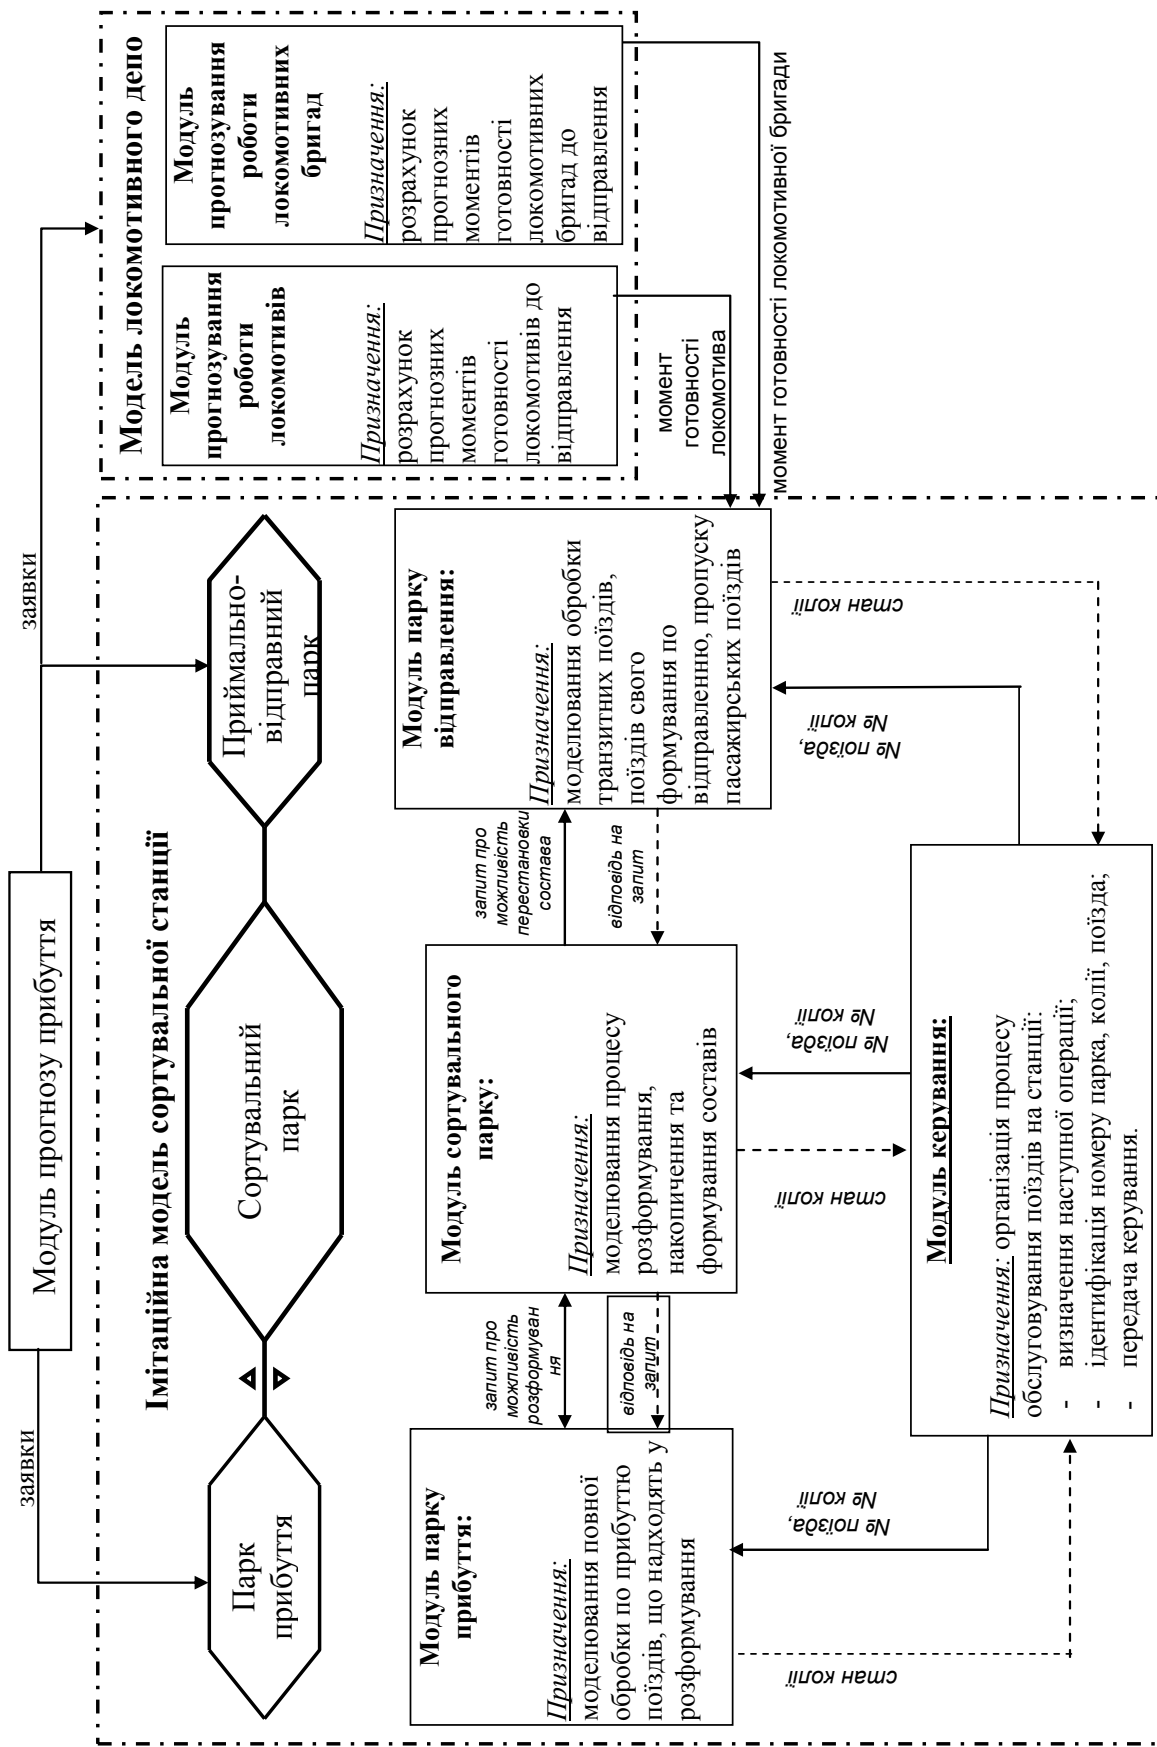 Модуль прогнозу прибуття
заявки
заявки
Імітаційна модель сортувальної станції
Парк
прибуття
Сортувальний
парк
Приймально-
відправний
парк
Модель локомотивного депо
Модуль
прогнозування
роботи
локомотивів
Призначення:
розрахунок
прогнозних
моментів
готовності
локомотивів до
відправлення
Модуль
прогнозування
роботи
локомотивних
бригад
Призначення:
розрахунок
прогнозних
моментів
готовності
локомотивних
бригад до
відправлення
момент
готовності
локомотива
момент готовності локомотивної бригади
Модуль парку
прибуття:
Призначення:
моделювання повної
обробки по прибуттю
поїздів, що надходять у
розформування
запит про
можливість
розформуван
ня
відповідь на
запит
Модуль сортувального
парку:
Призначення:
моделювання процесу
розформування,
накопичення та
формування составів
запит про
можливість
перестановки
состава
відповідь на
запит
Модуль парку
відправлення:
Призначення:
моделювання обробки
транзитних поїздів,
поїздів свого
формування по
відправленню, пропуску
пасажирських поїздів
стан колії
№ поїзда,
№ колії
стан колії
№ поїзда,
№ колії
№ поїзда,
№ колії
стан колії
Модуль керування:
Призначення: організація процесу
обслуговування поїздів на станції:
- визначення наступної операції;
- ідентифікація номеру парка, колії, поїзда;
- передача керування.